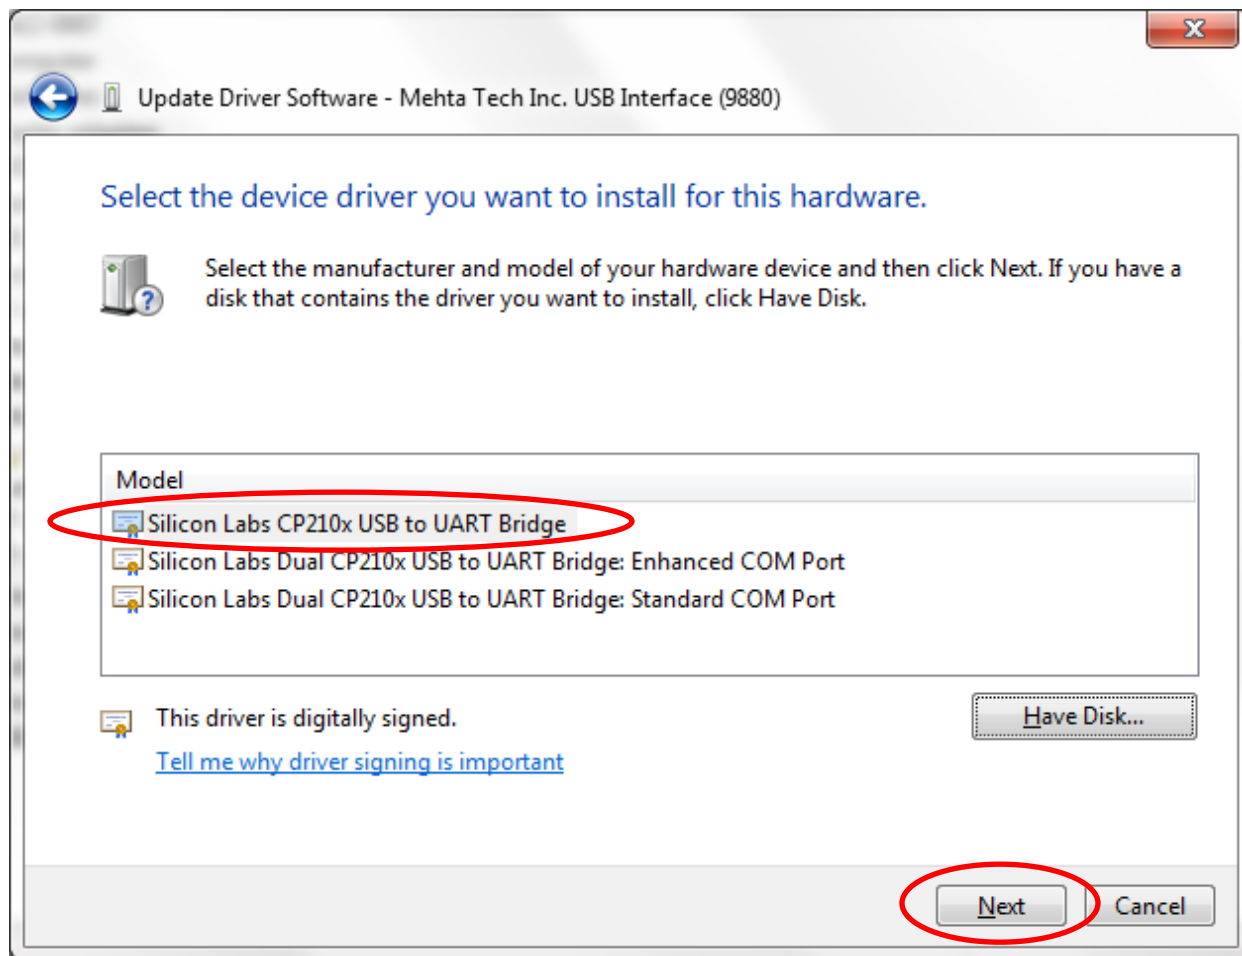 Update Driver Software - Mehta Tech Inc. USB Interface (9880)
Select the device driver you want to install for this hardware.
Select the manufacturer and model of your hardware device and then click Next. If you have a
disk that contains the driver you want to install, click Have Disk.
Model
Silicon Labs CP210x USB to UART Bridge
Silicon Labs Dual CP210x USB to UART Bridge: Enhanced COM Port
Silicon Labs Dual CP210x USB to UART Bridge: Standard COM Port
This driver is digitally signed.
Have Disk...
Tell me why driver signing is important
Next
Cancel